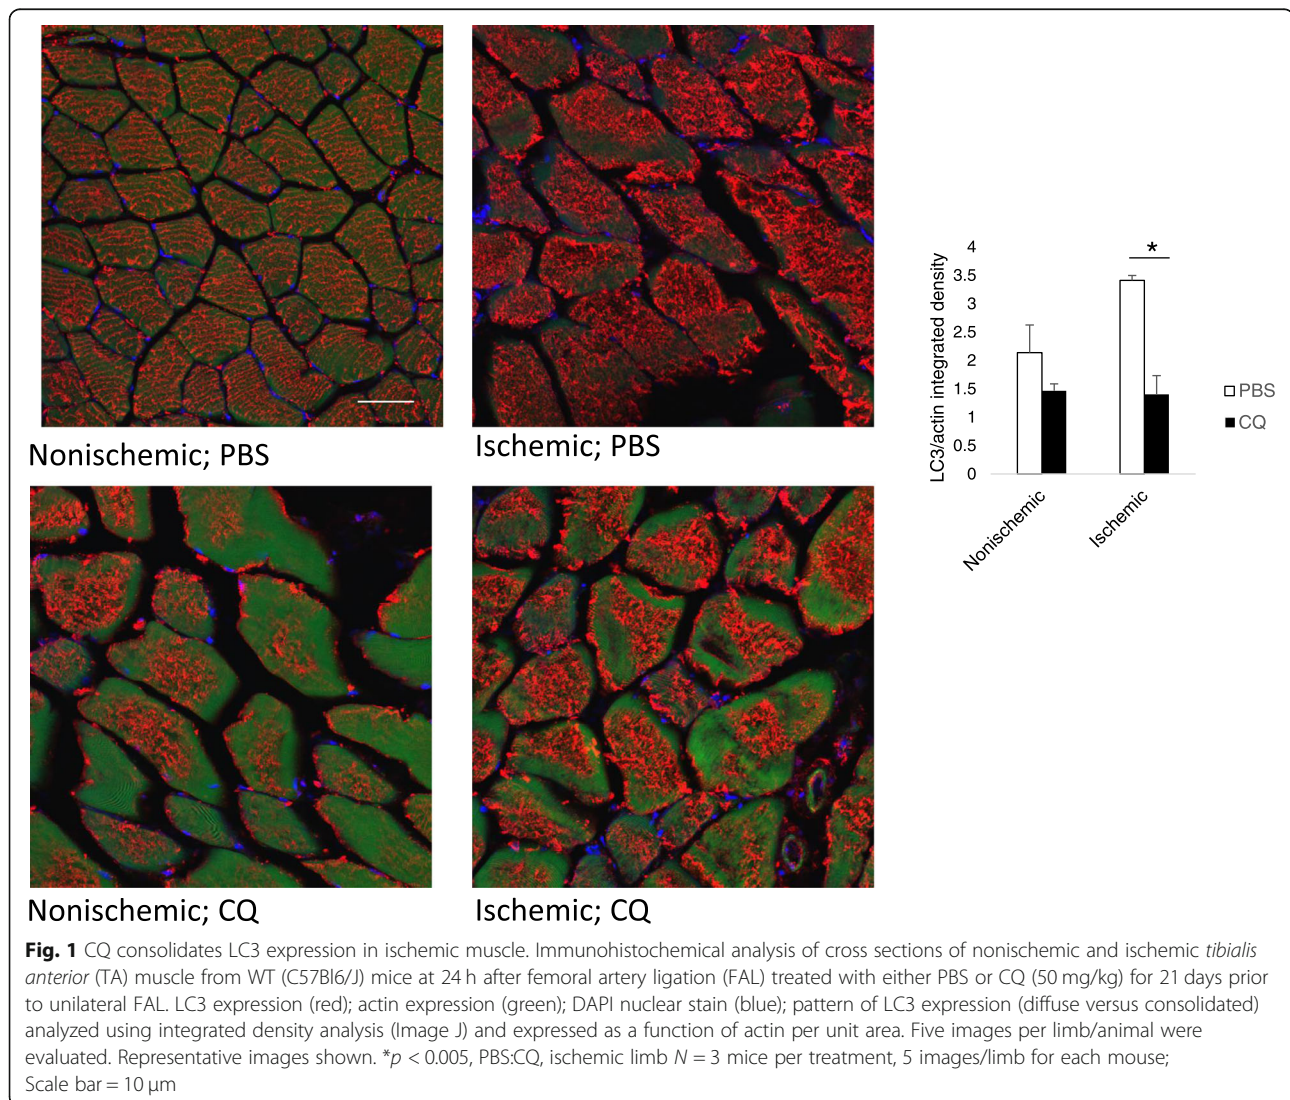 Nonischemic; PBS
Ischemic; PBS
Nonischemic; CQ
Ischemic; CQ
LC3/actin integrated density
4
3.5
3
2.5
2
1.5
1
0.5
0
*
Nonischemic
Ischemic
PBS
CQ
Fig. 1 CQ consolidates LC3 expression in ischemic muscle. Immunohistochemical analysis of cross sections of nonischemic and ischemic tibialis
anterior (TA) muscle from WT (C57Bl6/J) mice at 24 h after femoral artery ligation (FAL) treated with either PBS or CQ (50 mg/kg) for 21 days prior
to unilateral FAL. LC3 expression (red); actin expression (green); DAPI nuclear stain (blue); pattern of LC3 expression (diffuse versus consolidated)
analyzed using integrated density analysis (Image J) and expressed as a function of actin per unit area. Five images per limb/animal were
evaluated. Representative images shown. *p < 0.005, PBS:CQ, ischemic limb N = 3 mice per treatment, 5 images/limb for each mouse;
Scale bar = 10 μm